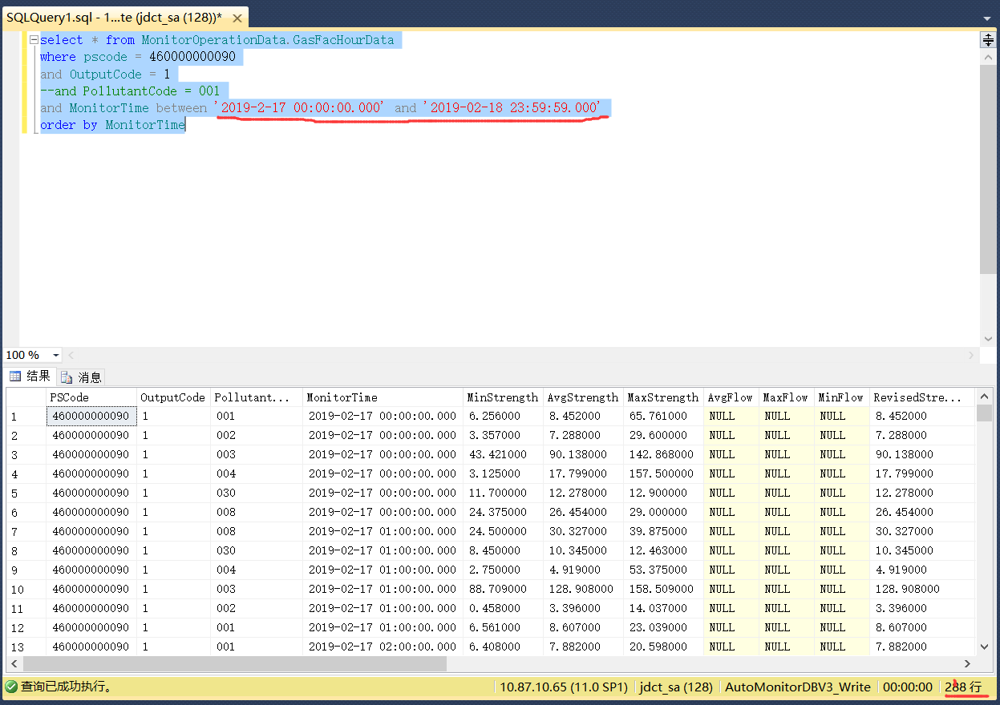 SQLQuery1.sql - 1...te (jdct_sa (128))*
select * from MonitorOperationData.GasFacHourData
where pscode = 460000000090
and OutputCode = 1
--and PollutantCode = 001
and MonitorTime between '2019-2-17 00:00:00.000' and '2019-02-18 23:59:59.000'
order by MonitorTime
100 %
结果 消息
PSCode OutputCode Pollutant... MonitorTime MinStrength AvgStrength MaxStrength AvgFlow MaxFlow MinFlow RevisedStre...
1 460000000090 1 001 2019-02-17 00:00:00.000 6.256000 8.452000 65.761000 NULL NULL NULL 8.452000
2 460000000090 1 002 2019-02-17 00:00:00.000 3.357000 7.288000 29.600000 NULL NULL NULL 7.288000
3 460000000090 1 003 2019-02-17 00:00:00.000 43.421000 90.138000 142.868000 NULL NULL NULL 90.138000
4 460000000090 1 004 2019-02-17 00:00:00.000 3.125000 17.799000 157.500000 NULL NULL NULL 17.799000
5 460000000090 1 030 2019-02-17 00:00:00.000 11.700000 12.278000 12.900000 NULL NULL NULL 12.278000
6 460000000090 1 008 2019-02-17 00:00:00.000 24.375000 26.454000 29.000000 NULL NULL NULL 26.454000
7 460000000090 1 008 2019-02-17 01:00:00.000 24.500000 30.327000 39.875000 NULL NULL NULL 30.327000
8 460000000090 1 030 2019-02-17 01:00:00.000 8.450000 10.345000 12.463000 NULL NULL NULL 10.345000
9 460000000090 1 004 2019-02-17 01:00:00.000 2.750000 4.919000 53.375000 NULL NULL NULL 4.919000
10 460000000090 1 003 2019-02-17 01:00:00.000 88.709000 128.908000 158.509000 NULL NULL NULL 128.908000
11 460000000090 1 002 2019-02-17 01:00:00.000 0.458000 3.396000 14.037000 NULL NULL NULL 3.396000
12 460000000090 1 001 2019-02-17 01:00:00.000 6.561000 8.607000 23.039000 NULL NULL NULL 8.607000
13 460000000090 1 001 2019-02-17 02:00:00.000 6.408000 7.882000 20.598000 NULL NULL NULL 7.882000
查询已成功执行。 10.87.10.65 (11.0 SP1) jdct_sa (128) AutoMonitorDBV3_Write 00:00:00 288 行